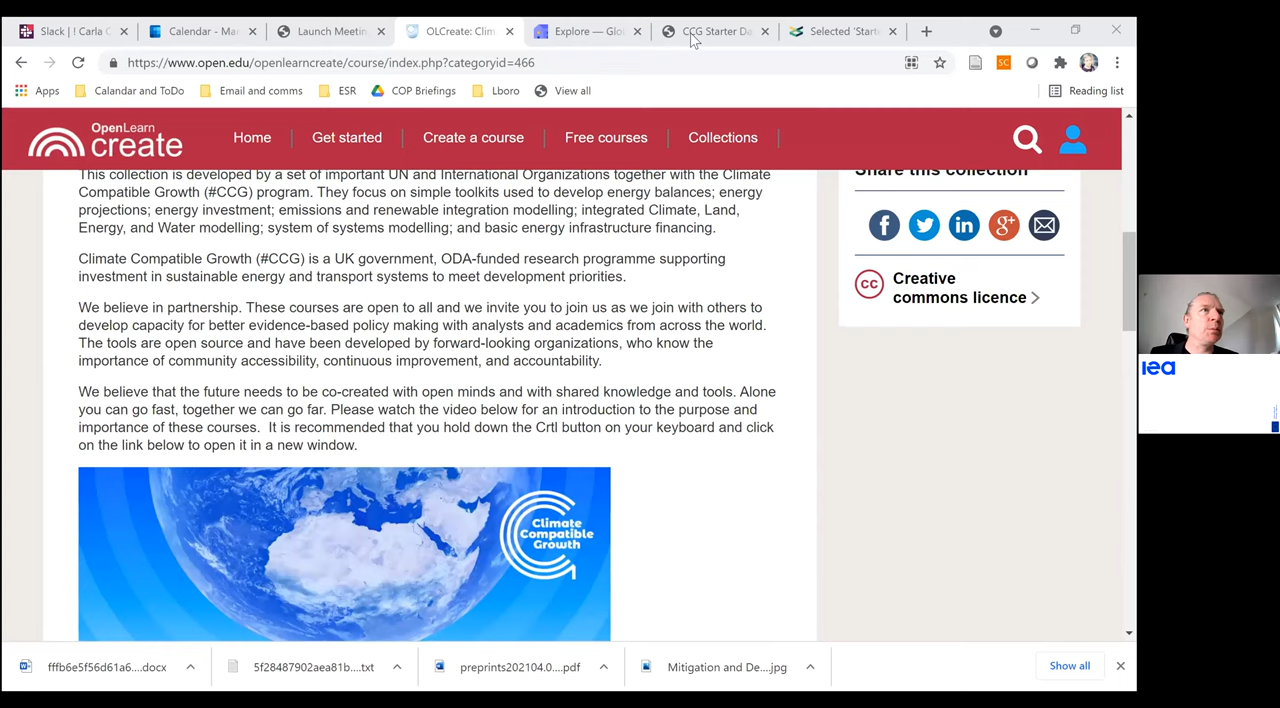 Slack | ! Carla C
Calendar - Ma
Launch Meetin
OLCreate: Clim
Explore — Glo
CCG Starter Da
Selected 'Start
https://www.open.edu/openlearncreate/course/index.php?categoryid=466
SC
Apps
Calandar and ToDo
Email and comms
ESR
COP Briefings
Lboro
View all
Reading list
OpenLearn
create
Home
Get started
Create a course
Free courses
Collections
This collection is developed by a set of important UN and International Organizations together with the Climate
Compatible Growth (#CCG) program. They focus on simple toolkits used to develop energy balances; energy
projections; energy investment; emissions and renewable integration modelling; integrated Climate, Land,
Energy, and Water modelling; system of systems modelling; and basic energy infrastructure financing.
Climate Compatible Growth (#CCG) is a UK government, ODA-funded research programme supporting
investment in sustainable energy and transport systems to meet development priorities.
We believe in partnership. These courses are open to all and we invite you to join us as we join with others to
develop capacity for better evidence-based policy making with analysts and academics from across the world.
The tools are open source and have been developed by forward-looking organizations, who know the
importance of community accessibility, continuous improvement, and accountability.
We believe that the future needs to be co-created with open minds and with shared knowledge and tools. Alone
you can go fast, together we can go far. Please watch the video below for an introduction to the purpose and
importance of these courses.  It is recommended that you hold down the Crtl button on your keyboard and click
on the link below to open it in a new window.
Climate
Compatible
Growth
Share this collection
f
in
g+
cc
Creative
commons licence
iea
fffb6e5f56d61a6....docx
5f28487902aea81b....txt
preprints202104.0....pdf
Mitigation and De....jpg
Show all